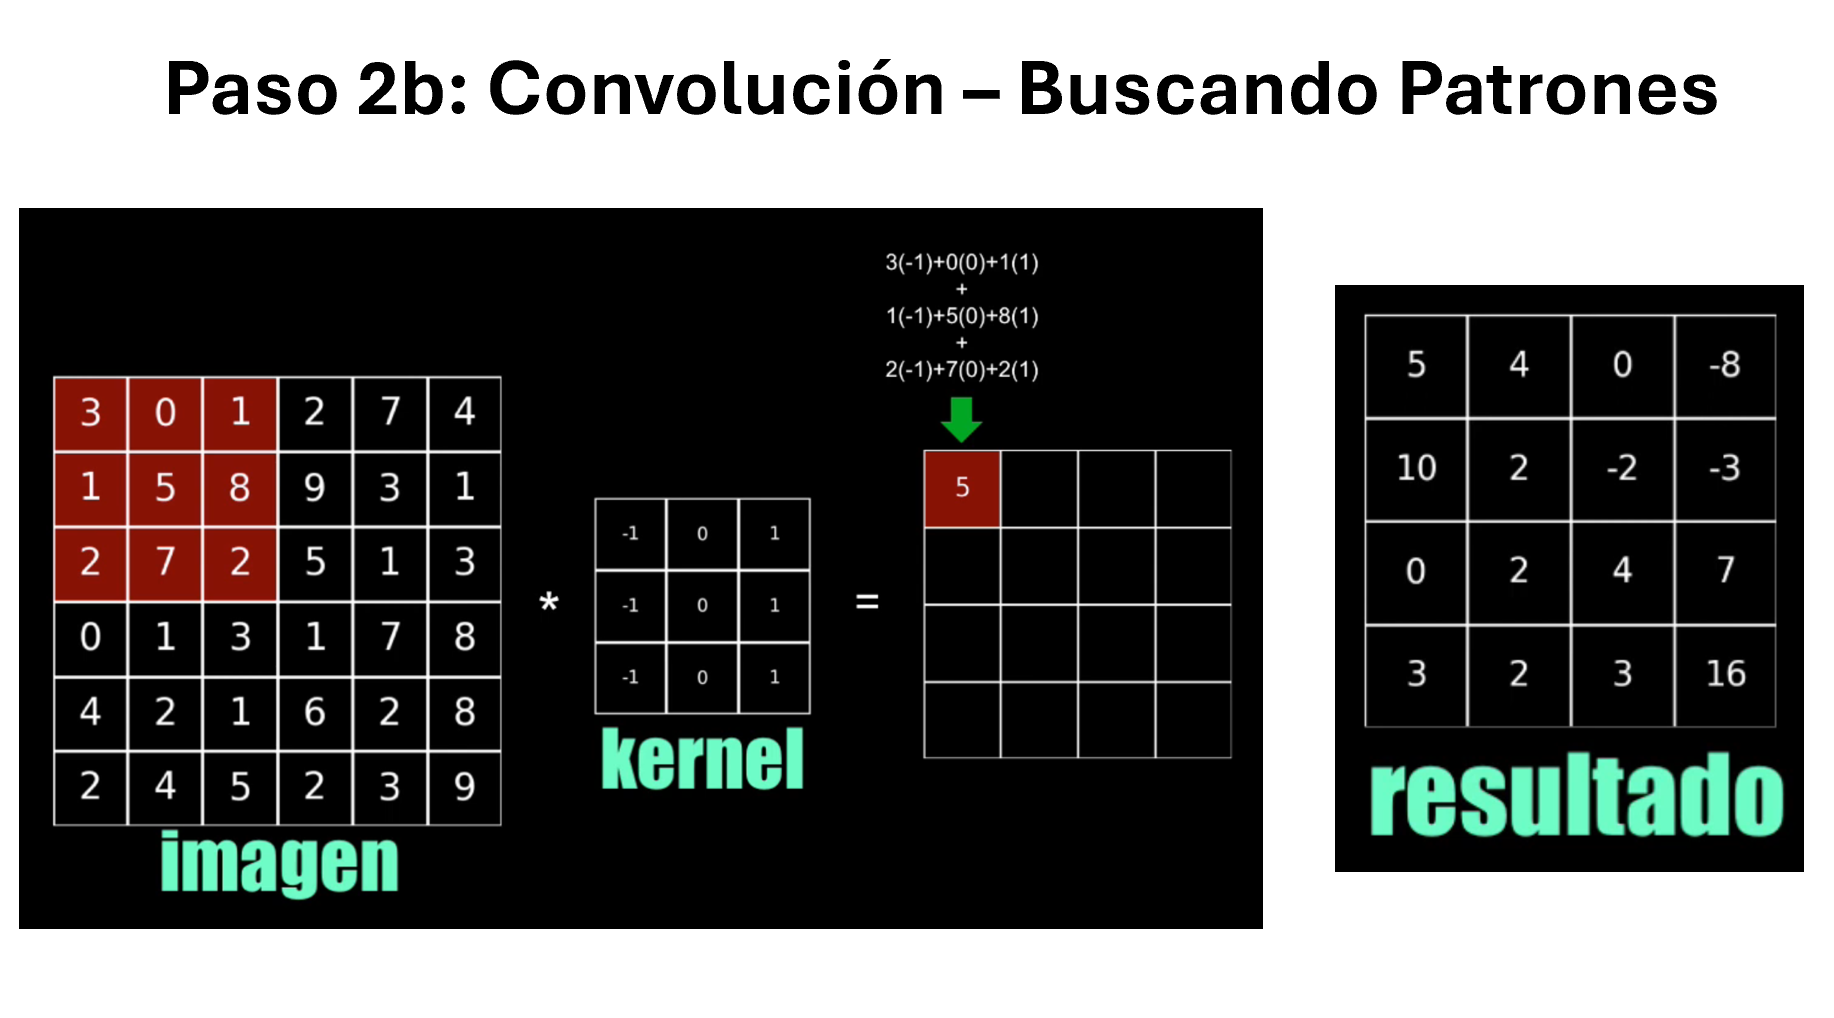 Paso 2b: Convolución – Buscando Patrones
3(-1)+0(0)+1(1)
+
1(-1)+5(0)+8(1)
+
2(-1)+7(0)+2(1)
3 0 1 2 7 4
1 5 8 9 3 1
2 7 2 5 1 3
0 1 3 1 7 8
4 2 1 6 2 8
2 4 5 2 3 9
imagen
*
-1 0 1
-1 0 1
-1 0 1
kernel
=
5
5 4 0 -8
10 2 -2 -3
0 2 4 7
3 2 3 16
resultado